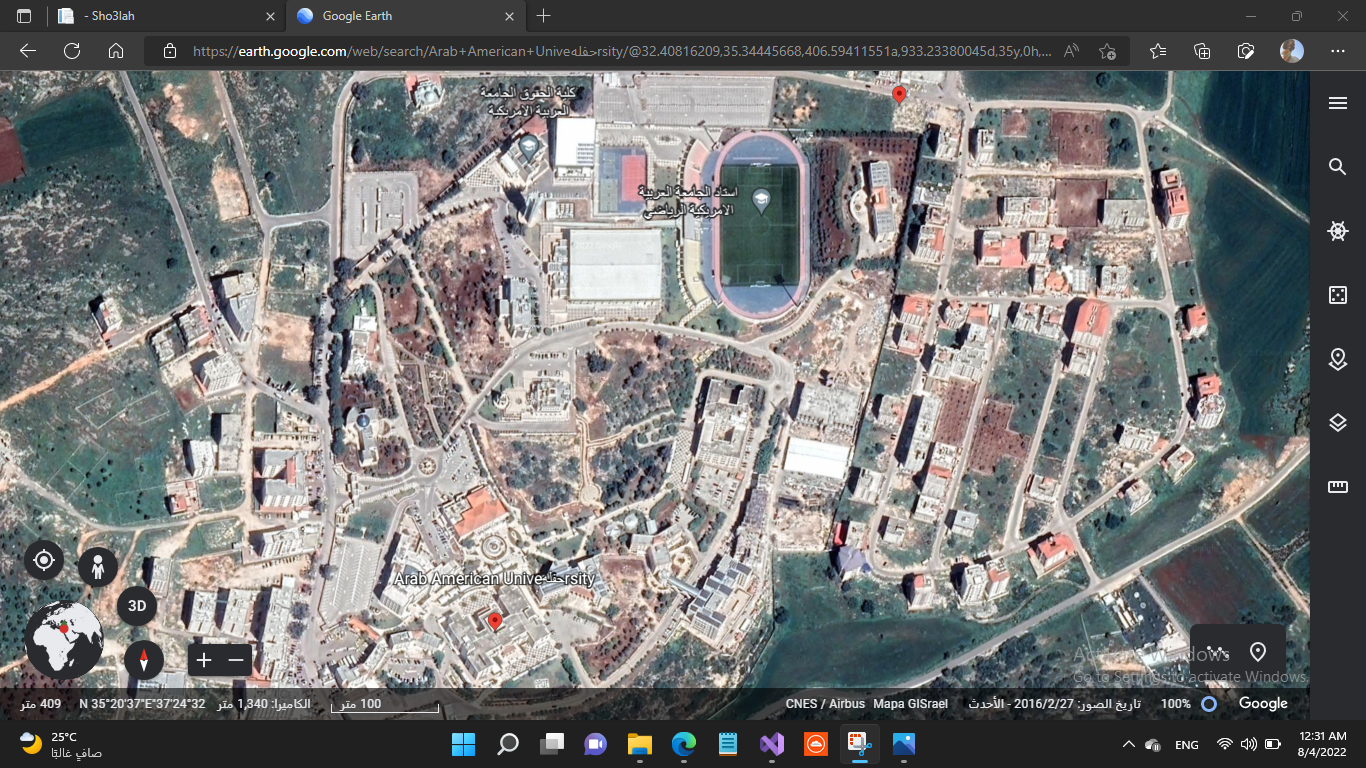 - Sho3lah
Google Earth
https://earth.google.com/web/search/Arab+American+Univeحفلهrsity/@32.40816209,35.34445668,406.59411551a,933.23380045d,35y,0h,...
كلية الحقوق الجامعة
العربية الامريكية
استاد الجامعة العربية
الامريكية الرياضي
Arab American Univeحفلهrsity
3D
Activate Windows
Go to Settings to activate Windows.
409 متر
N 35°20'37"E"37'24°32
الكاميرا: 1,340 متر
100 متر
CNES / Airbus Mapa GISrael
تاريخ الصور: 2016/2/27 - الأحدث
100%
Google
25°C
صافٍ غالبًا
ENG
12:31 AM
8/4/2022